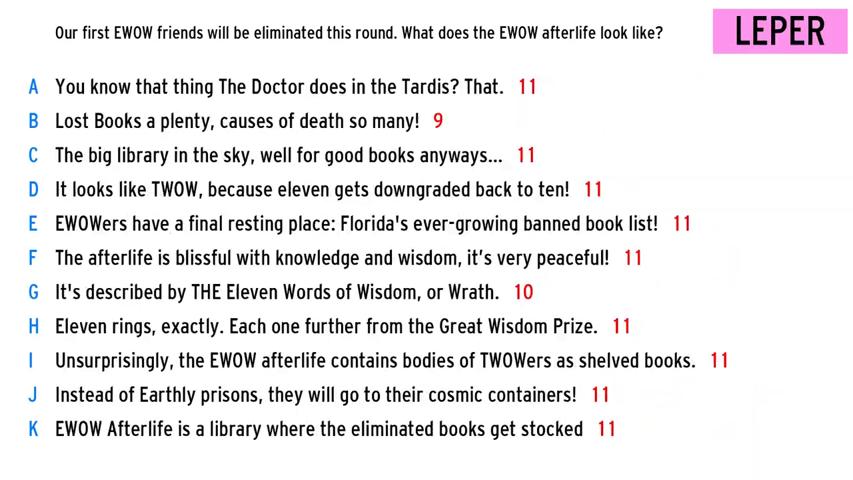 Our first EWOW friends will be eliminated this round. What does the EWOW afterlife look like?
LEPER
A You know that thing The Doctor does in the Tardis? That. 11
B Lost Books a plenty, causes of death so many! 9
C The big library in the sky, well for good books anyways... 11
D It looks like TWOW, because eleven gets downgraded back to ten! 11
E EWOWers have a final resting place: Florida's ever-growing banned book list! 11
F The afterlife is blissful with knowledge and wisdom, it’s very peaceful! 11
G It's described by THE Eleven Words of Wisdom, or Wrath. 10
H Eleven rings, exactly. Each one further from the Great Wisdom Prize. 11
I Unsurprisingly, the EWOW afterlife contains bodies of TWOWers as shelved books. 11
J Instead of Earthly prisons, they will go to their cosmic containers! 11
K EWOW Afterlife is a library where the eliminated books get stocked 11